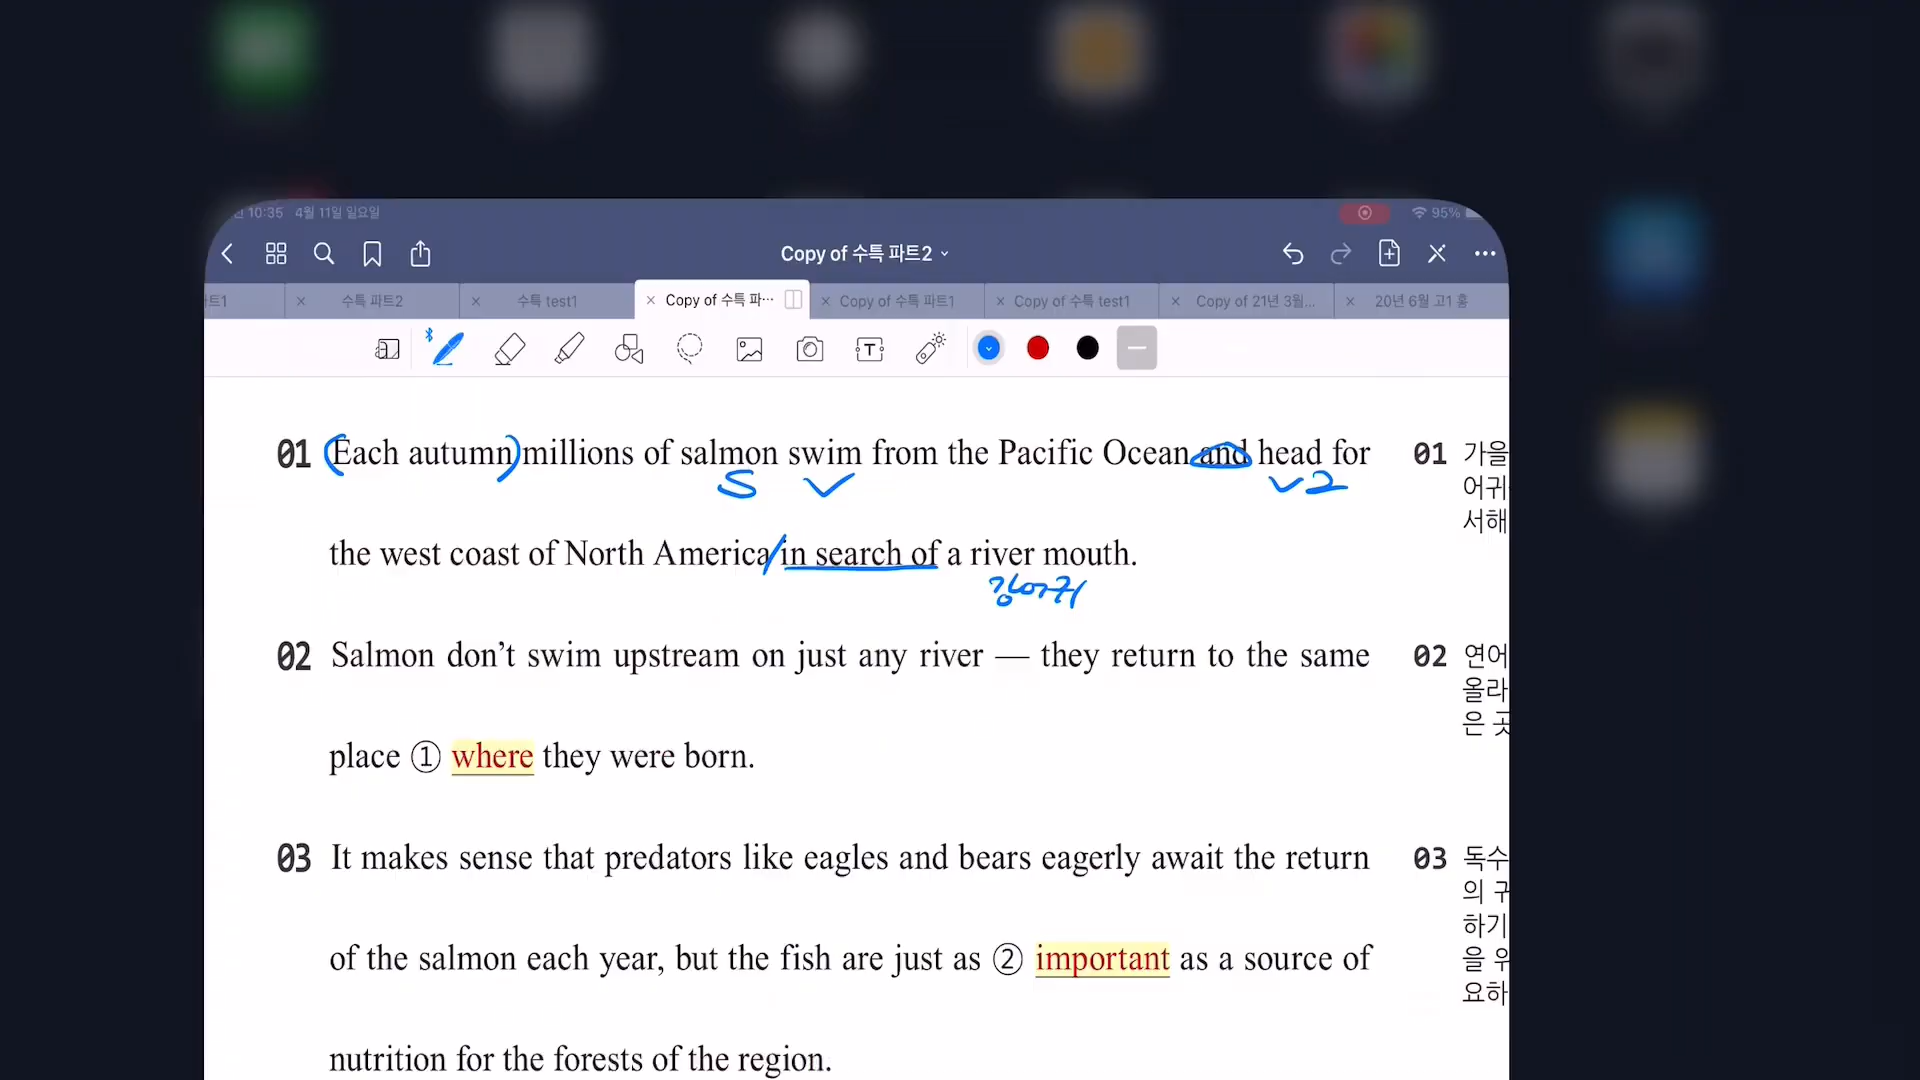 10:35 4월 11일 일요일
95%
Copy of 수특 파트2
파트1
수특 파트2
수특 test1
Copy of 수특 파···
Copy of 수특 파트1
Copy of 수특 test1
Copy of 21년 3월...
20년 6월 고1 홍
T
01 (Each autumn) millions of salmon swim from the Pacific Ocean and head for
S V V2
the west coast of North America / in search of a river mouth.
강어귀
02 Salmon don't swim upstream on just any river — they return to the same
place ① where they were born.
03 It makes sense that predators like eagles and bears eagerly await the return
of the salmon each year, but the fish are just as ② important as a source of
nutrition for the forests of the region.
01 가을
어귀
서해
02 연어
올라
은 곳
03 독수
의 귀
하기
을 위
요하